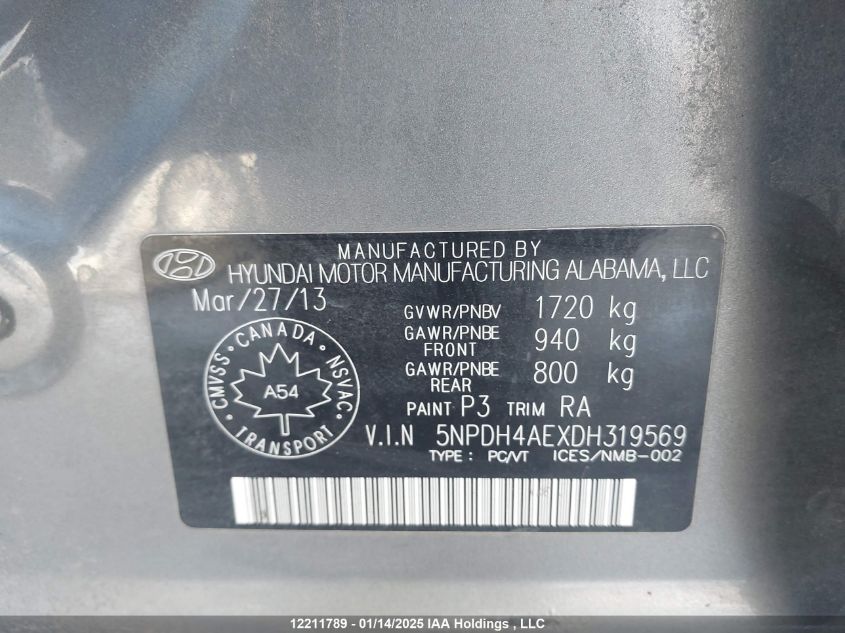 MANUFACTURED BY
HYUNDAI MOTOR MANUFACTURING ALABAMA, LLC
Mar/27/13
GVWR/PNBV 1720 kg
GAWR/PNBE FRONT 940 kg
GAWR/PNBE REAR 800 kg
PAINT P3 TRIM RA
CANADA
CMVSS NSVAC
A54
TRANSPORT
V.I.N 5NPDH4AEXDH319569
TYPE : PC/VT ICES/NMB-002
12211789 - 01/14/2025 IAA Holdings , LLC